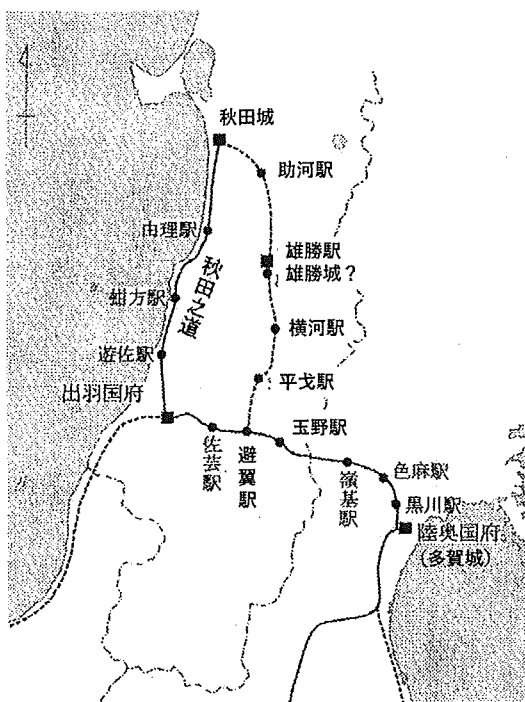 秋田城
助河駅
由理駅
雄勝駅
雄勝城？
秋田之道
蚶方駅
横河駅
遊佐駅
平戈駅
出羽国府
玉野駅
佐芸駅
避翼駅
嶺基駅
色麻駅
黒川駅
陸奥国府
(多賀城)